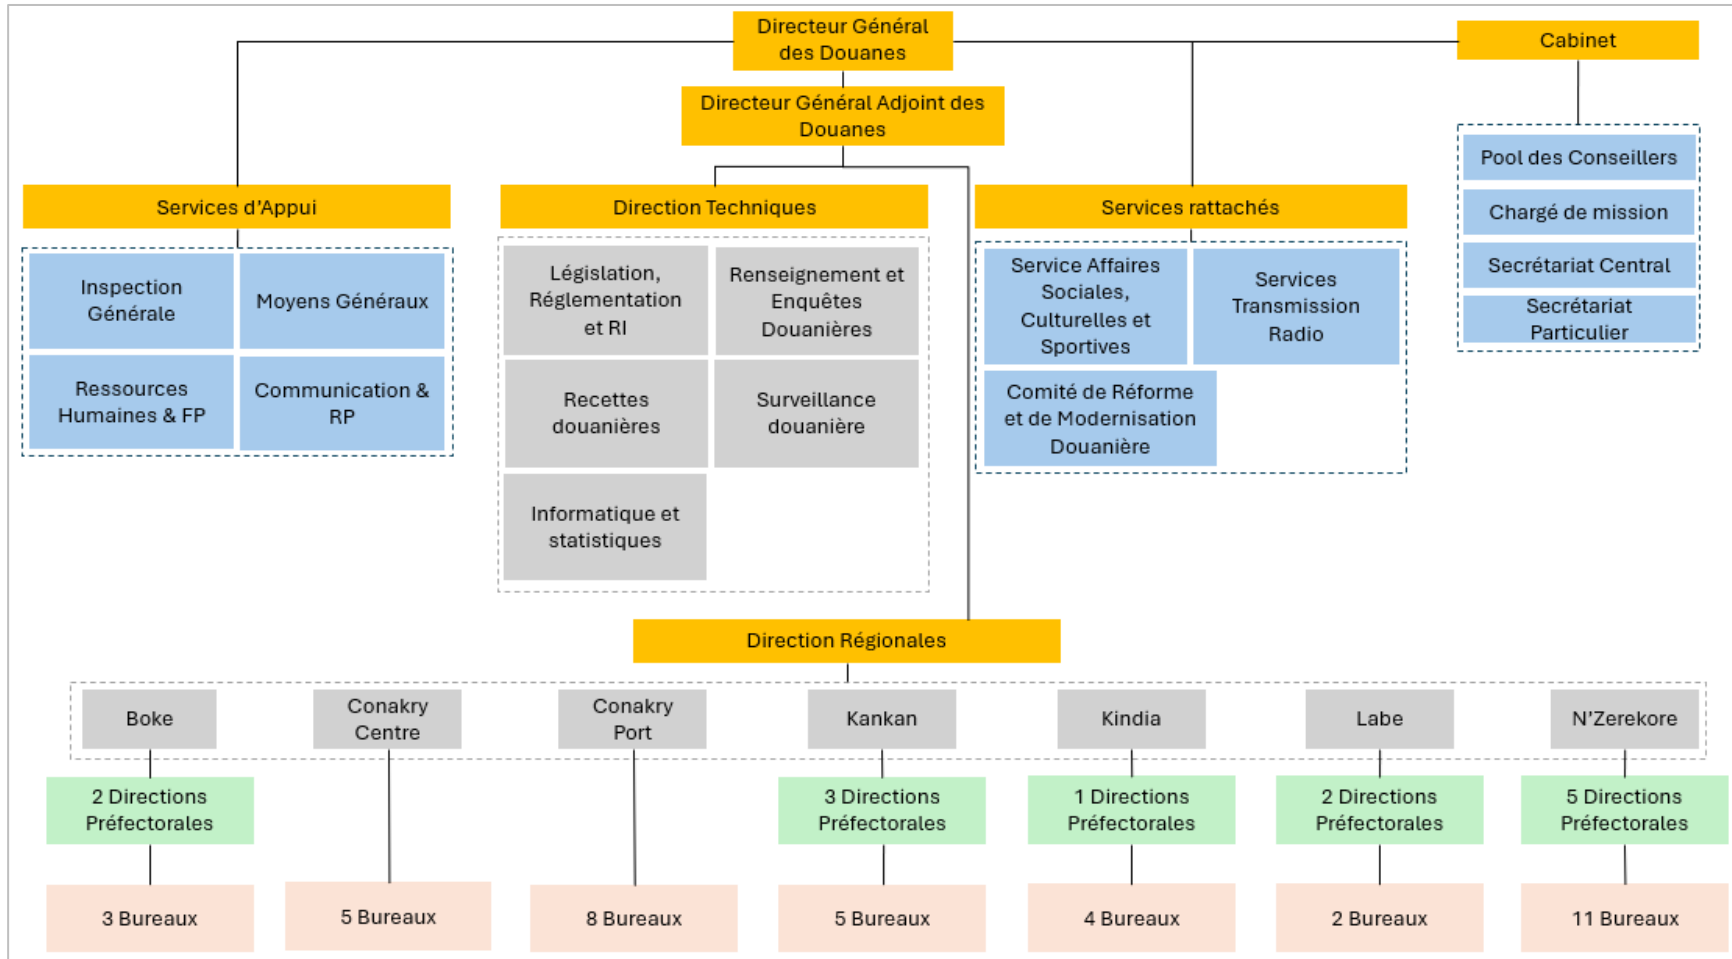 Directeur Général
des Douanes
Cabinet
Directeur Général Adjoint des
Douanes
Pool des Conseillers
Chargé de mission
Secrétariat Central
Secrétariat
Particulier
Services d'Appui
Inspection
Générale
Moyens Généraux
Ressources
Humaines & FP
Communication &
RP
Direction Techniques
Législation,
Réglementation
et RI
Renseignement et
Enquêtes
Douanières
Recettes
douanières
Surveillance
douanière
Informatique et
statistiques
Services rattachés
Service Affaires
Sociales,
Culturelles et
Sportives
Services
Transmission
Radio
Comité de Réforme
et de Modernisation
Douanière
Direction Régionales
Boke
Conakry
Centre
Conakry
Port
Kankan
Kindia
Labe
N'Zerekore
2 Directions
Préfectorales
3 Directions
Préfectorales
1 Directions
Préfectorales
2 Directions
Préfectorales
5 Directions
Préfectorales
3 Bureaux
5 Bureaux
8 Bureaux
5 Bureaux
4 Bureaux
2 Bureaux
11 Bureaux